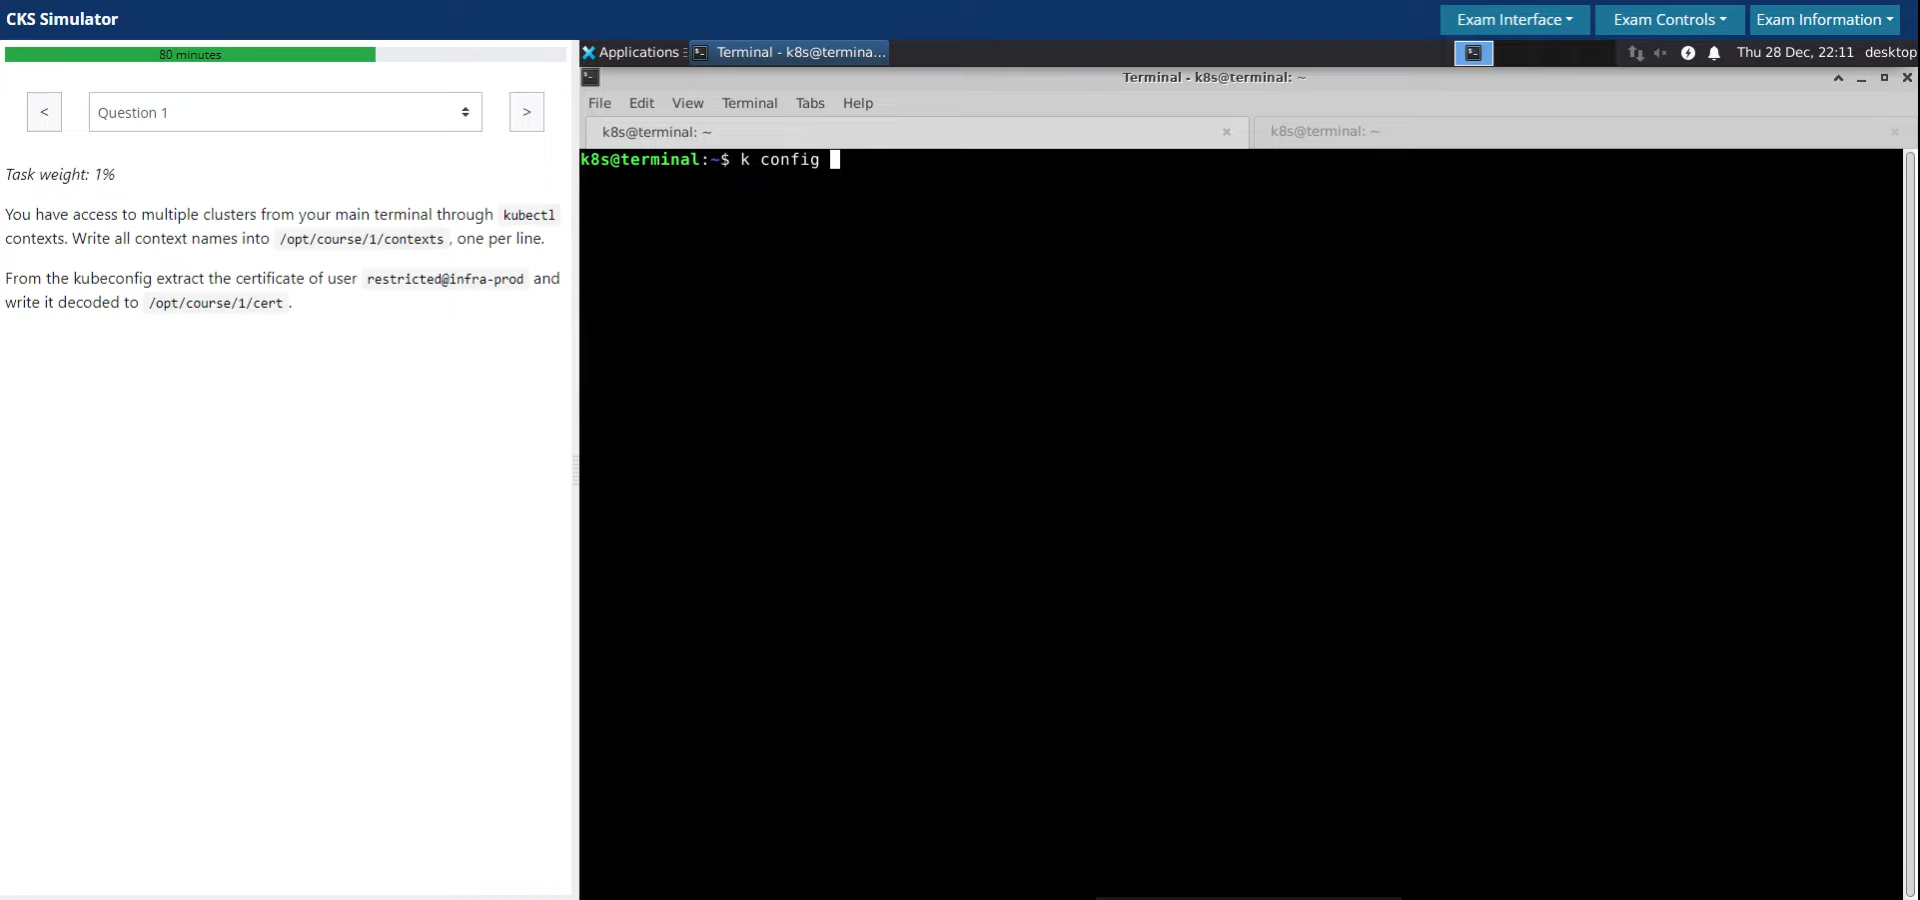 CKS Simulator
Exam Interface
Exam Controls
Exam Information
80 minutes
Applications
Terminal - k8s@termina...
Thu 28 Dec, 22:11 desktop
< Question 1 >
Terminal - k8s@terminal: ~
File Edit View Terminal Tabs Help
k8s@terminal: ~
k8s@terminal: ~
Task weight: 1%
You have access to multiple clusters from your main terminal through kubectl
contexts. Write all context names into /opt/course/1/contexts , one per line.
From the kubeconfig extract the certificate of user restricted@infra-prod and
write it decoded to /opt/course/1/cert .
k8s@terminal:~$ k config